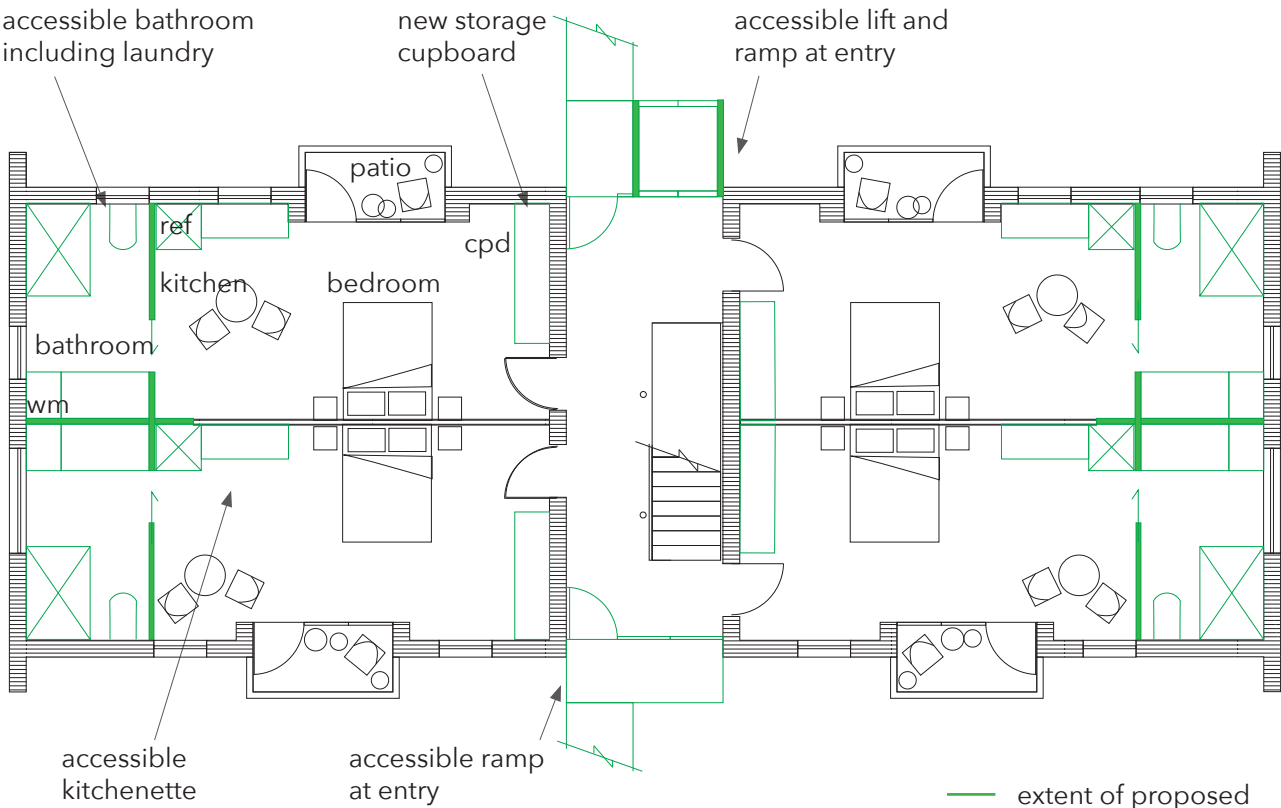 accessible bathroom
including laundry
new storage
cupboard
accessible lift and
ramp at entry
patio
ref
cpd
kitchen
bedroom
bathroom
wm
accessible
kitchenette
accessible ramp
at entry
extent of proposed